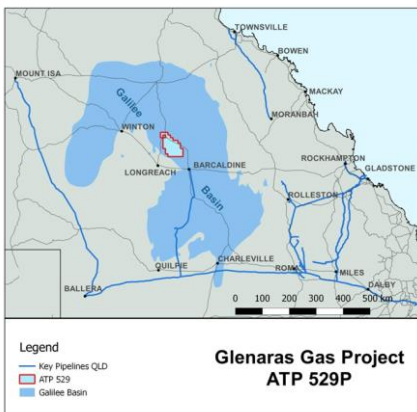 TOWNSVILLE
BOWEN
MOUNT ISA
MACKAY
Galilee
MORANBAH
WINTON
ROCKHAMPTON
GLADSTONE
LONGREACH
BARCALDINE
Basin
ROLLESTON
CHARLEVILLE
QUILPIE
ROMA
MILES
BALLERA
DALBY
0 100 200 300 400 500 km
Legend
Key Pipelines QLD
ATP 529
Galilee Basin
Glenaras Gas Project
ATP 529P